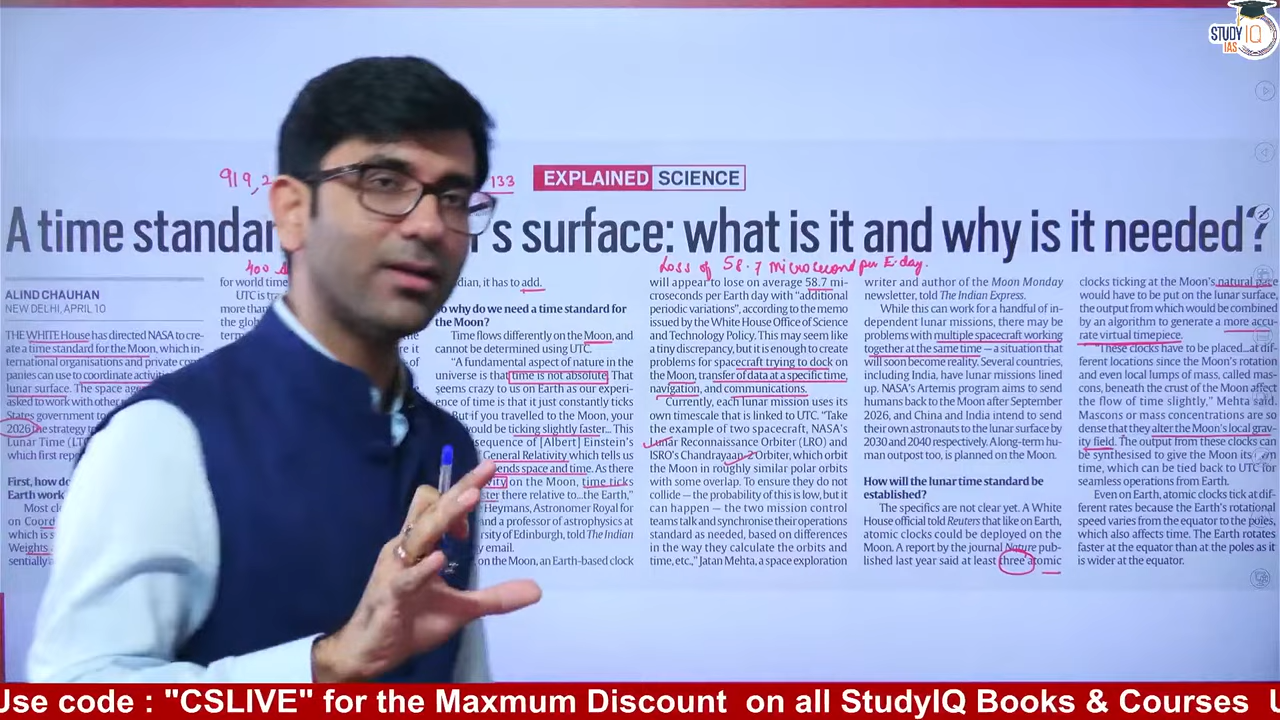 STUDY IQ
IAS
919,2
133
EXPLAINED SCIENCE
A time standar 's surface: what is it and why is it needed?
400
Loss of 58.7 microsecond per E.day.
ALIND CHAUHAN
NEW DELHI, APRIL 10
THE WHITE House has directed NASA to cre-
ate a time standard for the Moon, which in-
ternational organisations and private com-
panies can use to coordinate activit
lunar surface. The space age
asked to work with other
States government to
2026 the strategy t
Lunar Time (LT
which first rep
First, how do
Earth work
Most cl
on Coord
which is
Weights
sentially
for world time
UTC is tra
more than
the glob
term
it
of
dian, it has to add.
o why do we need a time standard for
the Moon?
Time flows differently on the Moon, and
cannot be determined using UTC.
"A fundamental aspect of nature in the
universe is that time is not absolute. That
seems crazy to us on Earth as our experi-
ence of time is that it just constantly ticks
But if you travelled to the Moon, your
would be ticking slightly faster... This
sequence of [Albert] Einstein's
General Relativity which tells us
ends space and time. As there
vity on the Moon, time ticks
ster there relative to...the Earth,"
Heymans, Astronomer Royal for
and a professor of astrophysics at
rsity of Edinburgh, told The Indian
y email.
on the Moon, an Earth-based clock
will appear to lose on average 58.7 mi-
croseconds per Earth day with "additional
periodic variations", according to the memo
issued by the White House Office of Science
and Technology Policy. This may seem like
a tiny discrepancy, but it is enough to create
problems for spacecraft trying to dock on
the Moon, transfer of data at a specific time,
navigation, and communications.
Currently, each lunar mission uses its
own timescale that is linked to UTC. "Take
the example of two spacecraft, NASA's
Lunar Reconnaissance Orbiter (LRO) and
ISRO's Chandrayaan-2 Orbiter, which orbit
the Moon in roughly similar polar orbits
with some overlap. To ensure they do not
collide — the probability of this is low, but it
can happen — the two mission control
teams talk and synchronise their operations
standard as needed, based on differences
in the way they calculate the orbits and
time, etc.," Jatan Mehta, a space exploration
writer and author of the Moon Monday
newsletter, told The Indian Express.
While this can work for a handful of in-
dependent lunar missions, there may be
problems with multiple spacecraft working
together at the same time — a situation that
will soon become reality. Several countries,
including India, have lunar missions lined
up. NASA's Artemis program aims to send
humans back to the Moon after September
2026, and China and India intend to send
their own astronauts to the lunar surface by
2030 and 2040 respectively. A long-term hu-
man outpost too, is planned on the Moon.
How will the lunar time standard be
established?
The specifics are not clear yet. A White
House official told Reuters that like on Earth,
atomic clocks could be deployed on the
Moon. A report by the journal Nature pub-
lished last year said at least three atomic
clocks ticking at the Moon's natural pace
would have to be put on the lunar surface,
the output from which would be combined
by an algorithm to generate a more accu-
rate virtual timepiece.
"These clocks have to be placed...at dif-
ferent locations since the Moon's rotation,
and even local lumps of mass, called mas-
cons, beneath the crust of the Moon affect
the flow of time slightly," Mehta said.
Mascons or mass concentrations are so
dense that they alter the Moon's local grav-
ity field. The output from these clocks can
be synthesised to give the Moon its own
time, which can be tied back to UTC for
seamless operations from Earth.
Even on Earth, atomic clocks tick at dif-
ferent rates because the Earth's rotational
speed varies from the equator to the poles,
which also affects time. The Earth rotates
faster at the equator than at the poles as it
is wider at the equator.
Use code : "CSLIVE" for the Maxmum Discount on all StudyIQ Books & Courses U